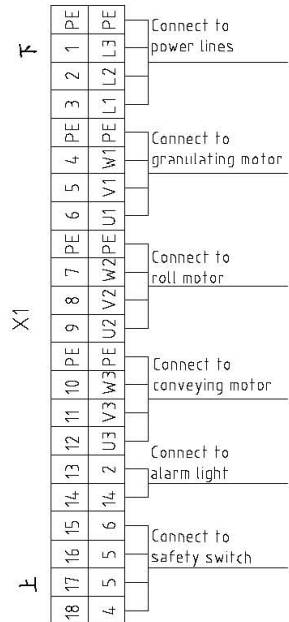 下
PE PE
1 L3
2 L2
3 L1
Connect to
power lines
PE PE
4 W1
5 V1
6 U1
Connect to
granulating motor
PE PE
7 W2
8 V2
9 U2
Connect to
roll motor
X1
PE PE
10 W3
11 V3
12 U3
Connect to
conveying motor
13 2
14 14
Connect to
alarm light
15 6
16 5
17 5
18 4
Connect to
safety switch
上